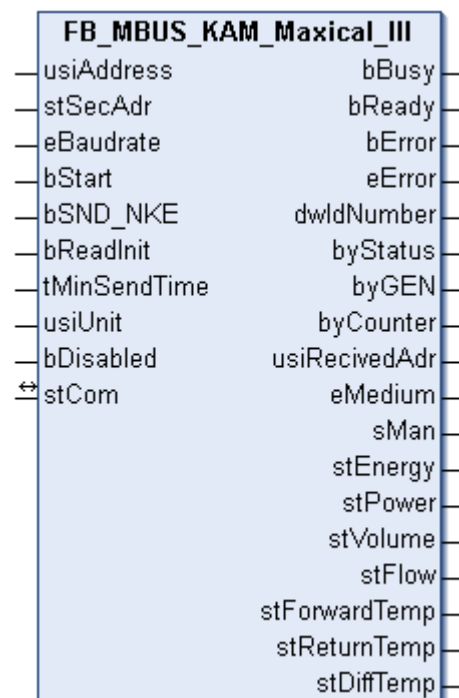 FB_MBUS_KAM_Maxical_III
usiAddress bBusy
stSecAdr bReady
eBaudrate bError
bStart eError
bSND_NKE dwIdNumber
bReadInit byStatus
tMinSendTime byGEN
usiUnit byCounter
bDisabled usiRecivedAdr
stCom eMedium
sMan
stEnergy
stPower
stVolume
stFlow
stForwardTemp
stReturnTemp
stDiffTemp